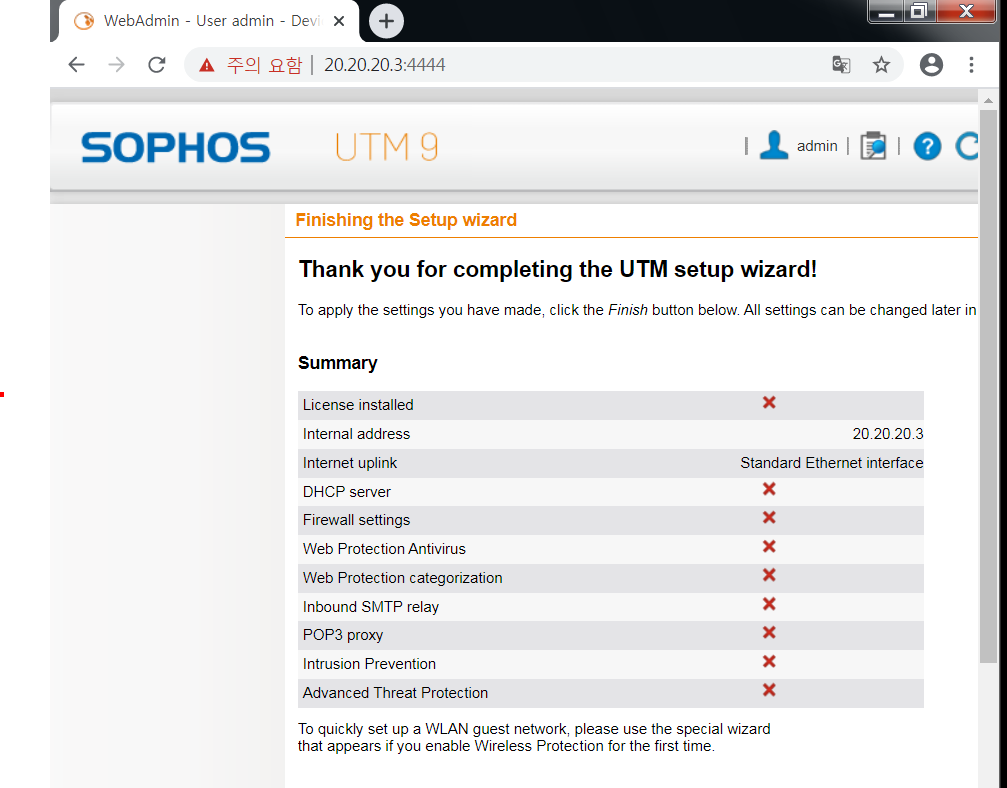 WebAdmin - User admin - Devi
주의 요함 | 20.20.20.3:4444
SOPHOS UTM 9 | admin | | ?
Finishing the Setup wizard
Thank you for completing the UTM setup wizard!
To apply the settings you have made, click the Finish button below. All settings can be changed later in
Summary
License installed
Internal address 20.20.20.3
Internet uplink Standard Ethernet interface
DHCP server
Firewall settings
Web Protection Antivirus
Web Protection categorization
Inbound SMTP relay
POP3 proxy
Intrusion Prevention
Advanced Threat Protection
To quickly set up a WLAN guest network, please use the special wizard
that appears if you enable Wireless Protection for the first time.